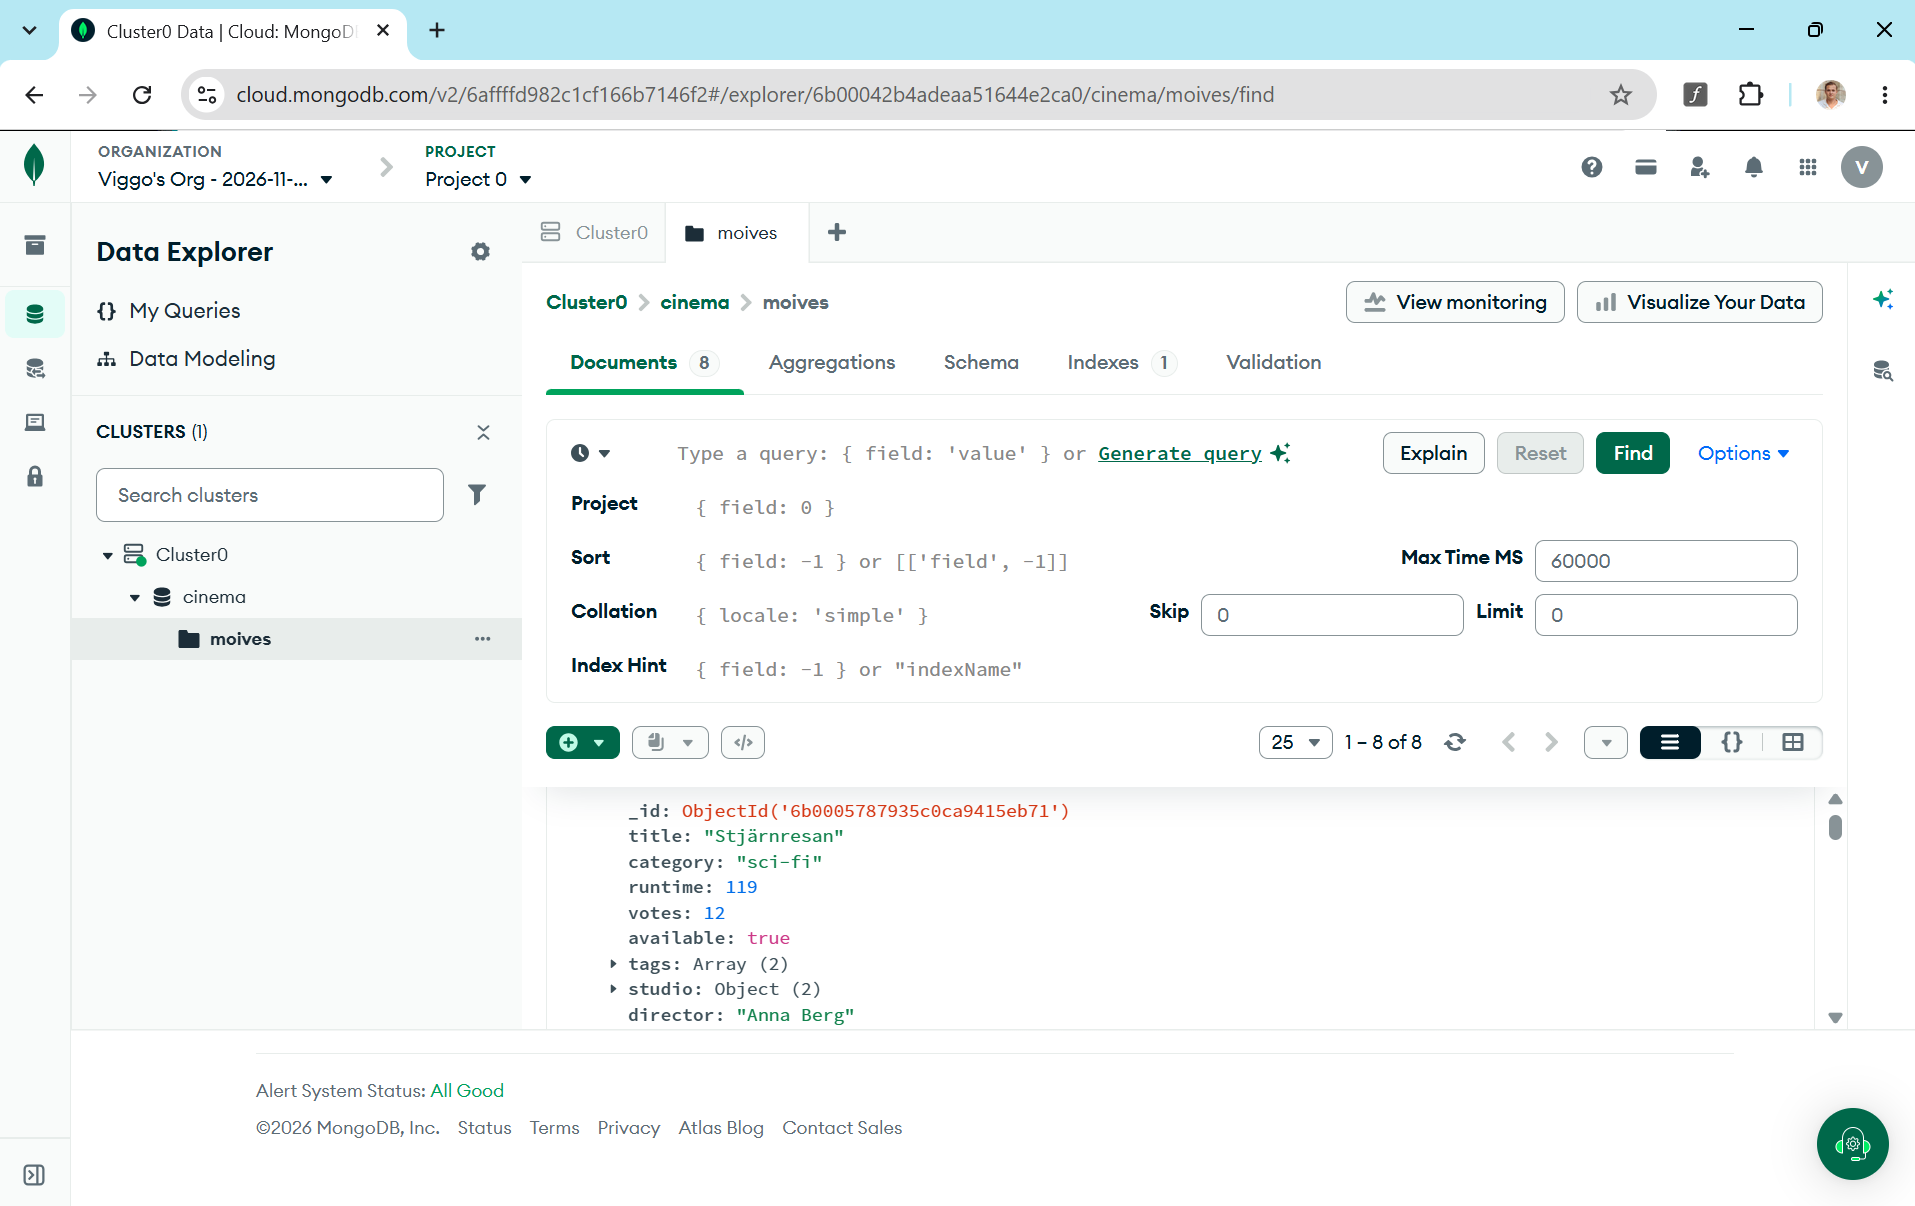 Cluster0 Data | Cloud: MongoD
cloud.mongodb.com/v2/6affffd982c1cf166b7146f2#/explorer/6b00042b4adeaa51644e2ca0/cinema/moives/find
ORGANIZATION
Viggo's Org - 2026-11-...
PROJECT
Project 0
V
Data Explorer
My Queries
Data Modeling
CLUSTERS (1)
Search clusters
Cluster0
cinema
moives
Cluster0
moives
Cluster0 > cinema > moives
View monitoring
Visualize Your Data
Documents 8
Aggregations
Schema
Indexes 1
Validation
Type a query: { field: 'value' } or Generate query
Explain
Reset
Find
Options
Project { field: 0 }
Sort { field: -1 } or [['field', -1]]
Max Time MS 60000
Collation { locale: 'simple' }
Skip 0
Limit 0
Index Hint { field: -1 } or "indexName"
25
1 – 8 of 8
_id: ObjectId('6b0005787935c0ca9415eb71')
title: "Stjärnresan"
category: "sci-fi"
runtime: 119
votes: 12
available: true
tags: Array (2)
studio: Object (2)
director: "Anna Berg"
Alert System Status: All Good
©2026 MongoDB, Inc. Status Terms Privacy Atlas Blog Contact Sales